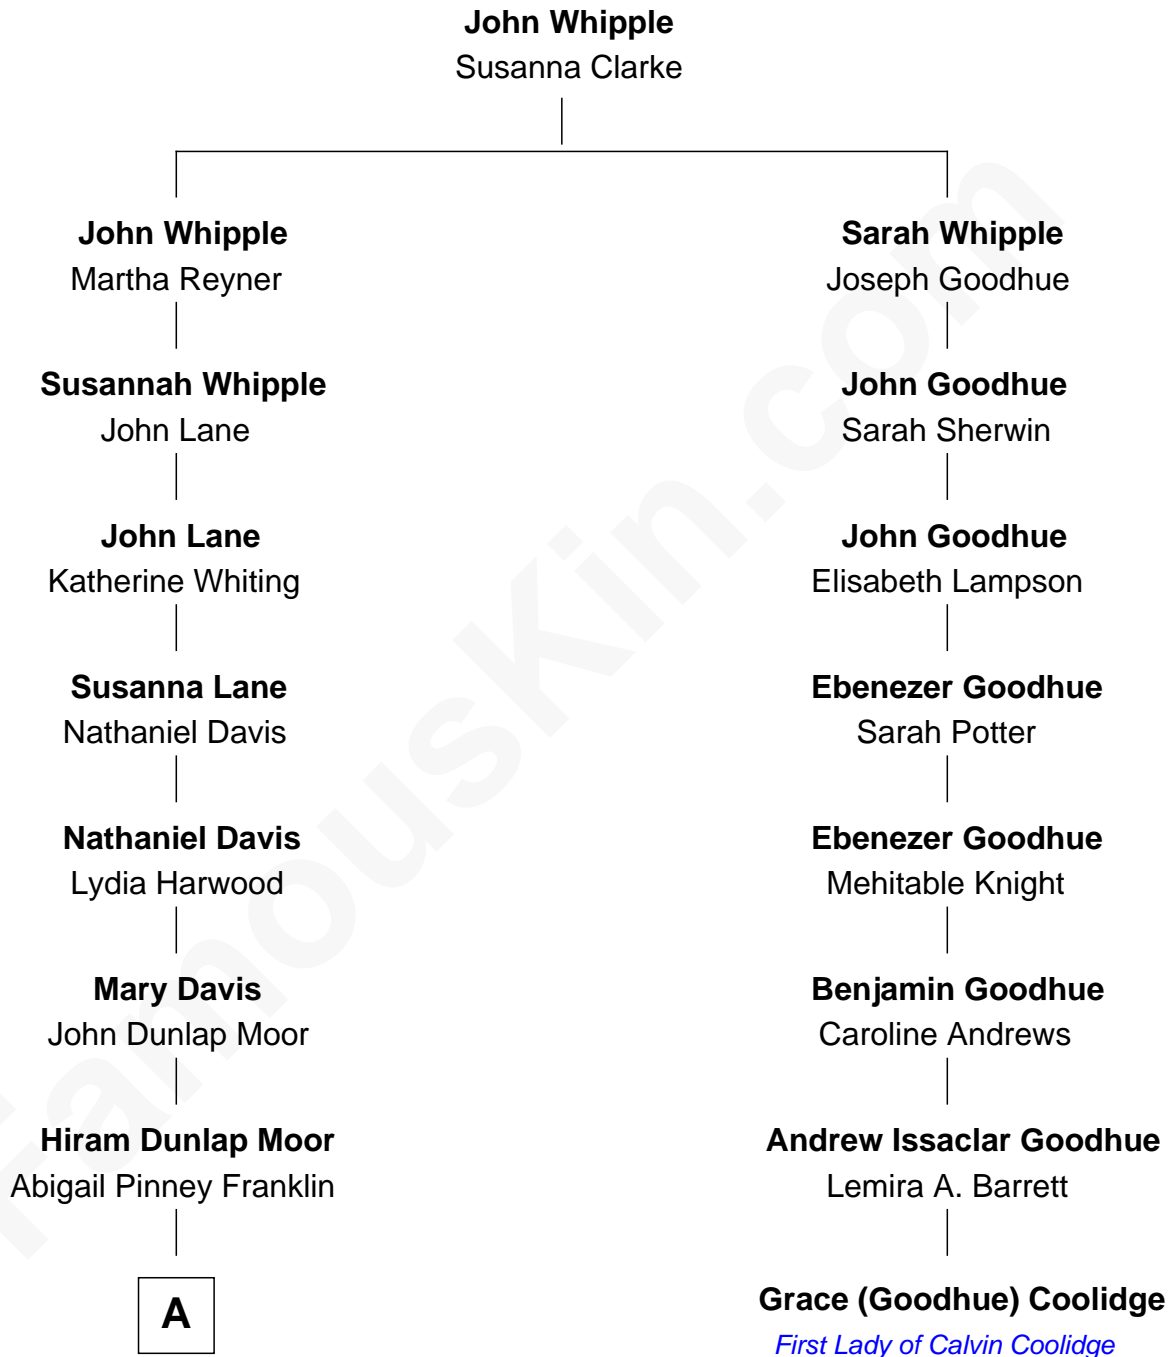 John Whipple
Susanna Clarke
John Whipple
Martha Reyner
Sarah Whipple
Joseph Goodhue
Susannah Whipple
John Lane
John Goodhue
Sarah Sherwin
John Lane
Katherine Whiting
John Goodhue
Elisabeth Lampson
Susanna Lane
Nathaniel Davis
Ebenezer Goodhue
Sarah Potter
Nathaniel Davis
Lydia Harwood
Ebenezer Goodhue
Mehitable Knight
Mary Davis
John Dunlap Moor
Benjamin Goodhue
Caroline Andrews
Hiram Dunlap Moor
Abigail Pinney Franklin
Andrew Issaclar Goodhue
Lemira A. Barrett
A
Grace (Goodhue) Coolidge
First Lady of Calvin Coolidge
FamousKin.com